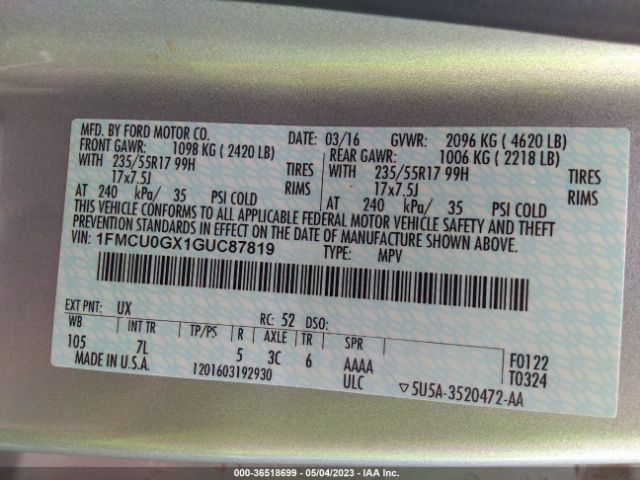 MFD. BY FORD MOTOR CO. DATE: 03/16 GVWR: 2096 KG ( 4620 LB)
FRONT GAWR: 1098 KG ( 2420 LB) REAR GAWR: 1006 KG ( 2218 LB)
WITH 235/55R17 99H TIRES WITH 235/55R17 99H TIRES
17x7.5J RIMS 17x7.5J RIMS
AT 240 kPa/ 35 PSI COLD AT 240 kPa/ 35 PSI COLD
THIS VEHICLE CONFORMS TO ALL APPLICABLE FEDERAL MOTOR VEHICLE SAFETY AND THEFT
PREVENTION STANDARDS IN EFFECT ON THE DATE OF MANUFACTURE SHOWN ABOVE.
VIN: 1FMCU0GX1GUC87819 TYPE: MPV
EXT PNT: UX RC: 52 DSO:
WB INT TR TP/PS R AXLE TR SPR
105 7L 5 3C 6 AAAA F0122
MADE IN U.S.A. 1201603192930 ULC ▽5U5A-3520472-AA T0324
000-36518699 - 05/04/2023 - IAA Inc.